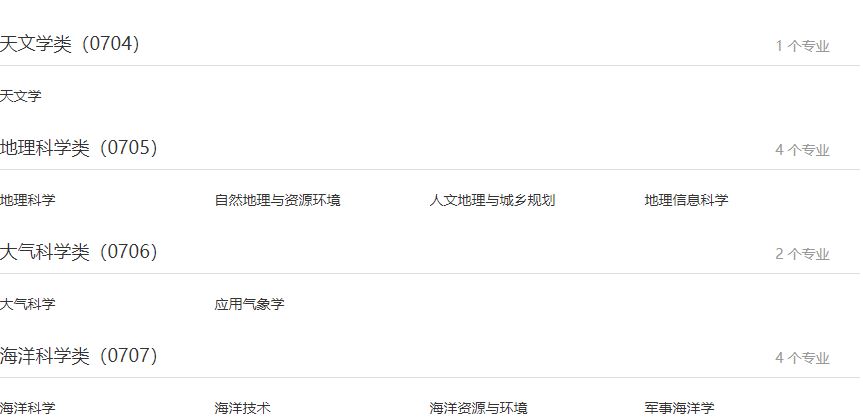 天文学类（0704） 1 个专业
天文学
地理科学类（0705） 4 个专业
地理科学 自然地理与资源环境 人文地理与城乡规划 地理信息科学
大气科学类（0706） 2 个专业
大气科学 应用气象学
海洋科学类（0707） 4 个专业
海洋科学 海洋技术 海洋资源与环境 军事海洋学